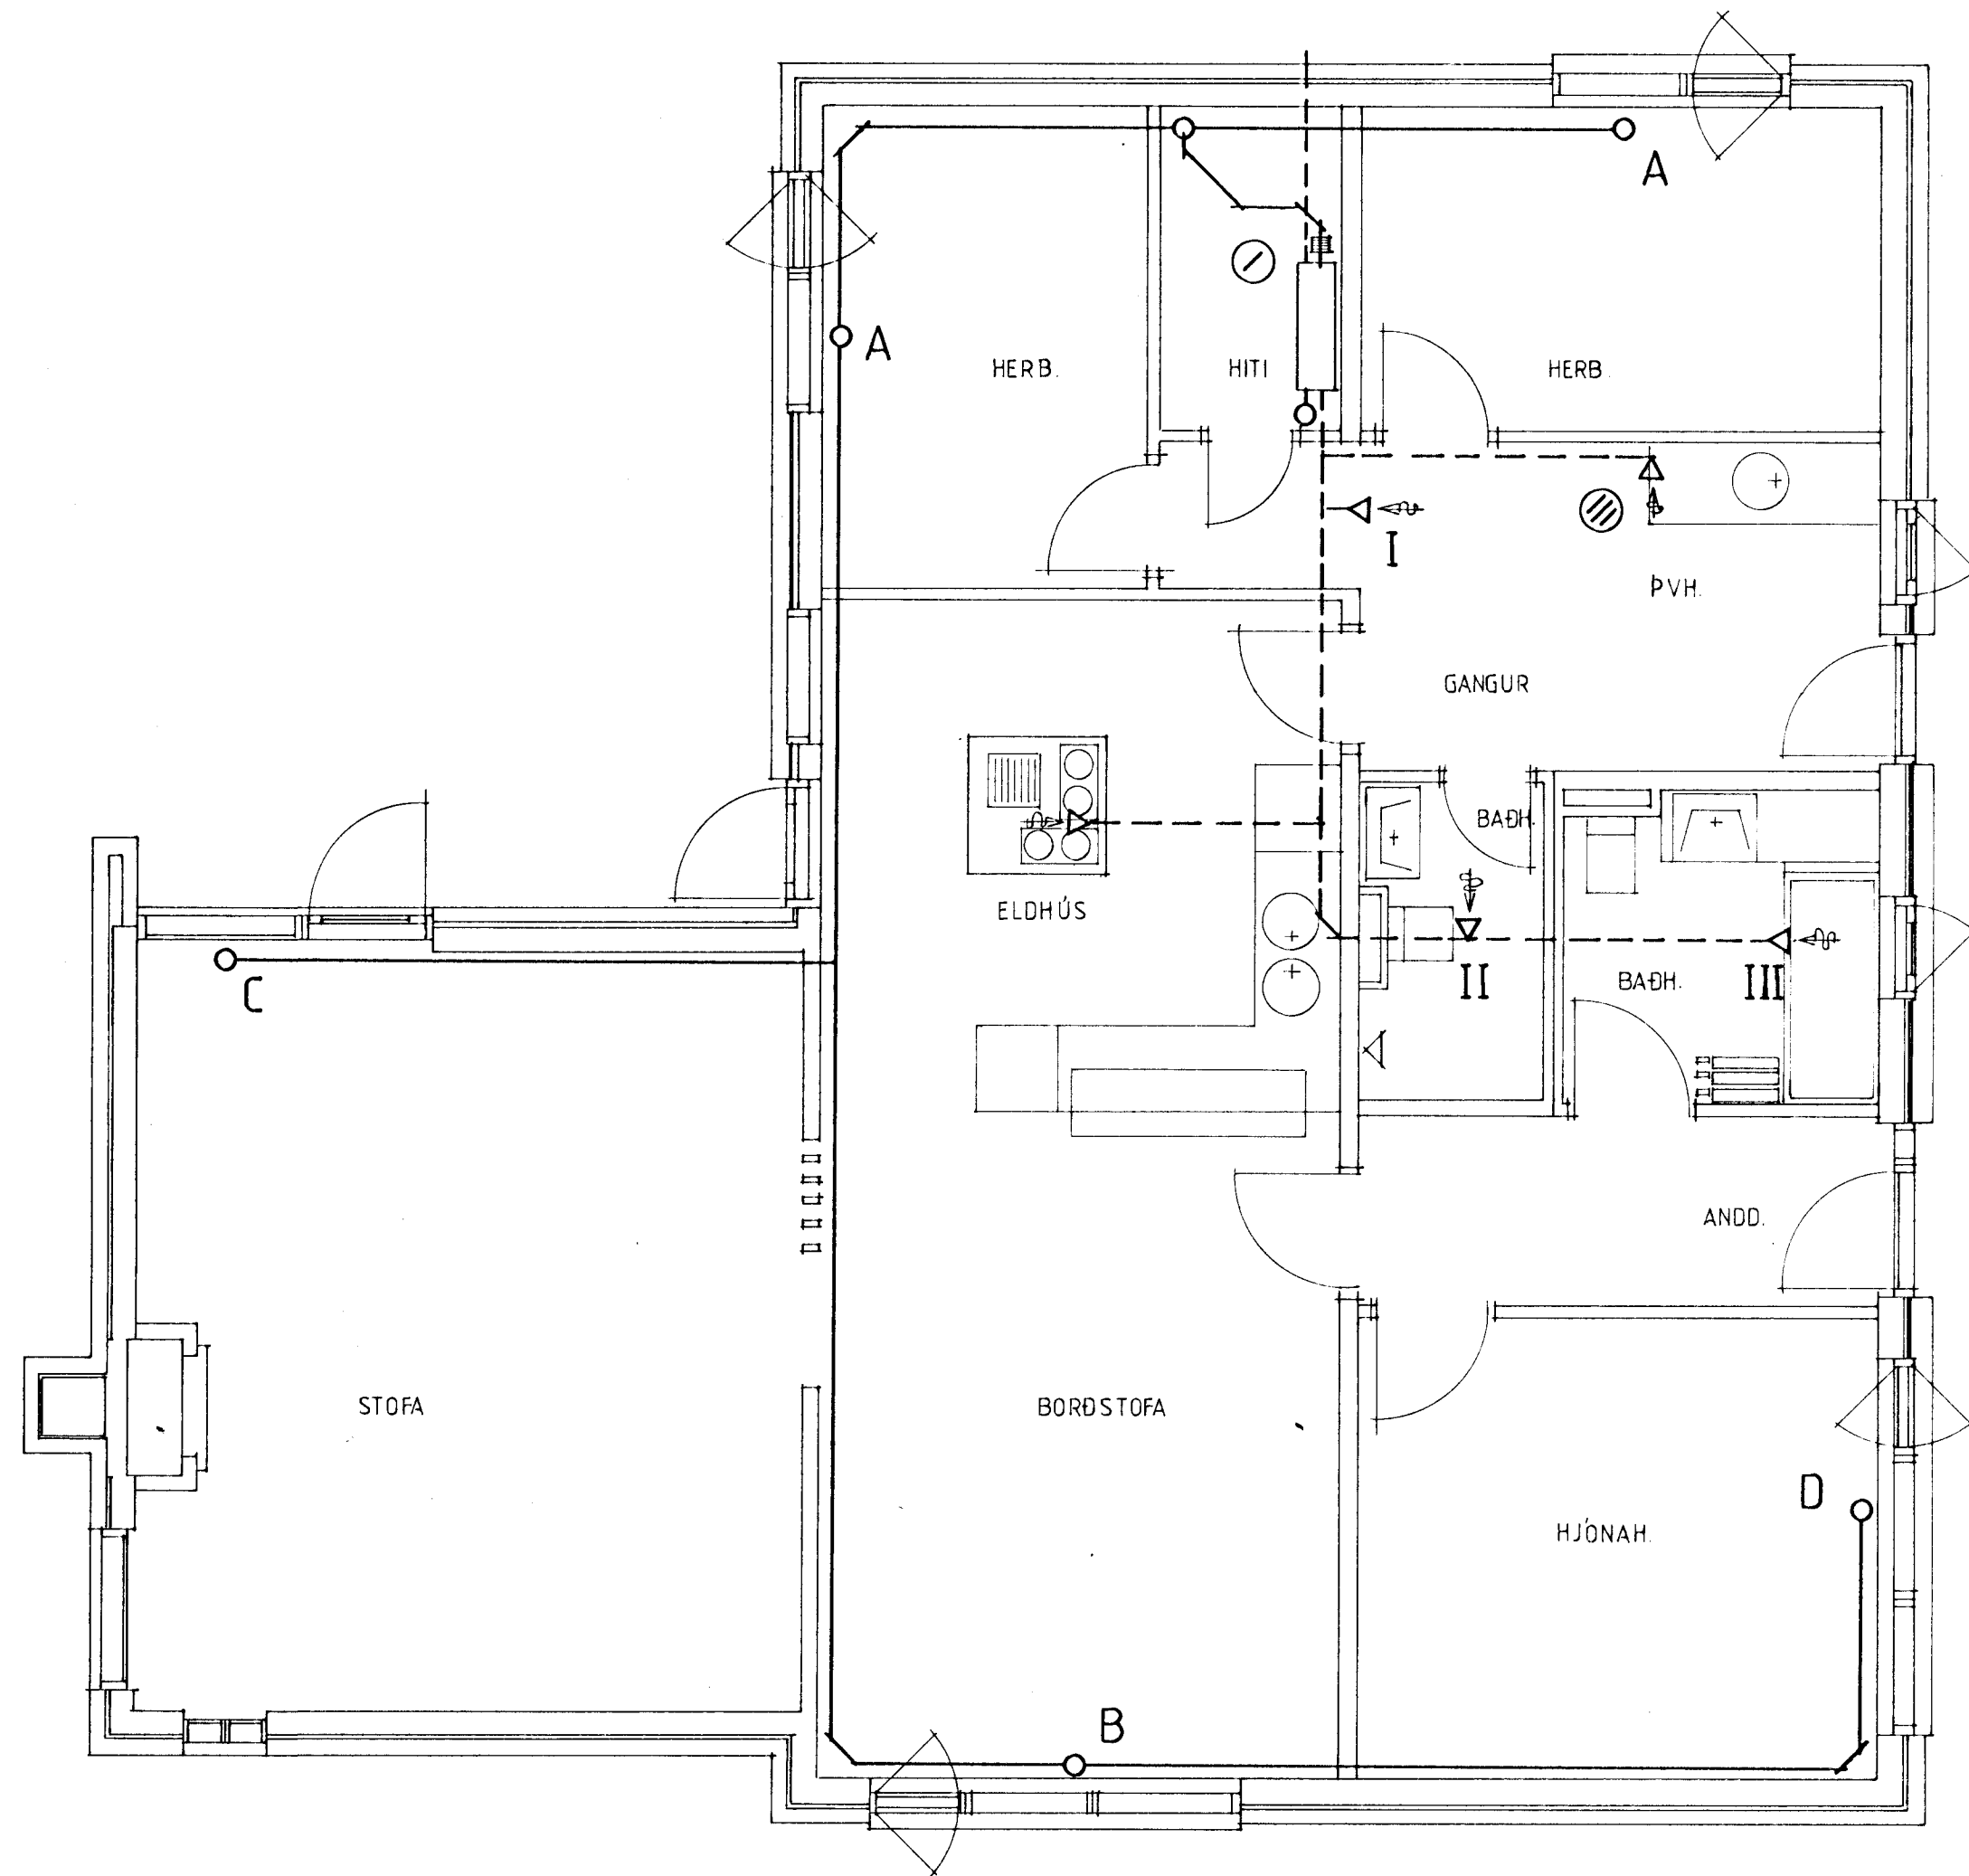 A
A
HERB.
HITI
HERB.
I
ÞVH.
GANGUR
BAÐH.
ELDHÚS
C
II
BAÐH.
III
ANDD.
STOFA
BORÐSTOFA
D
HJÓNAH.
B